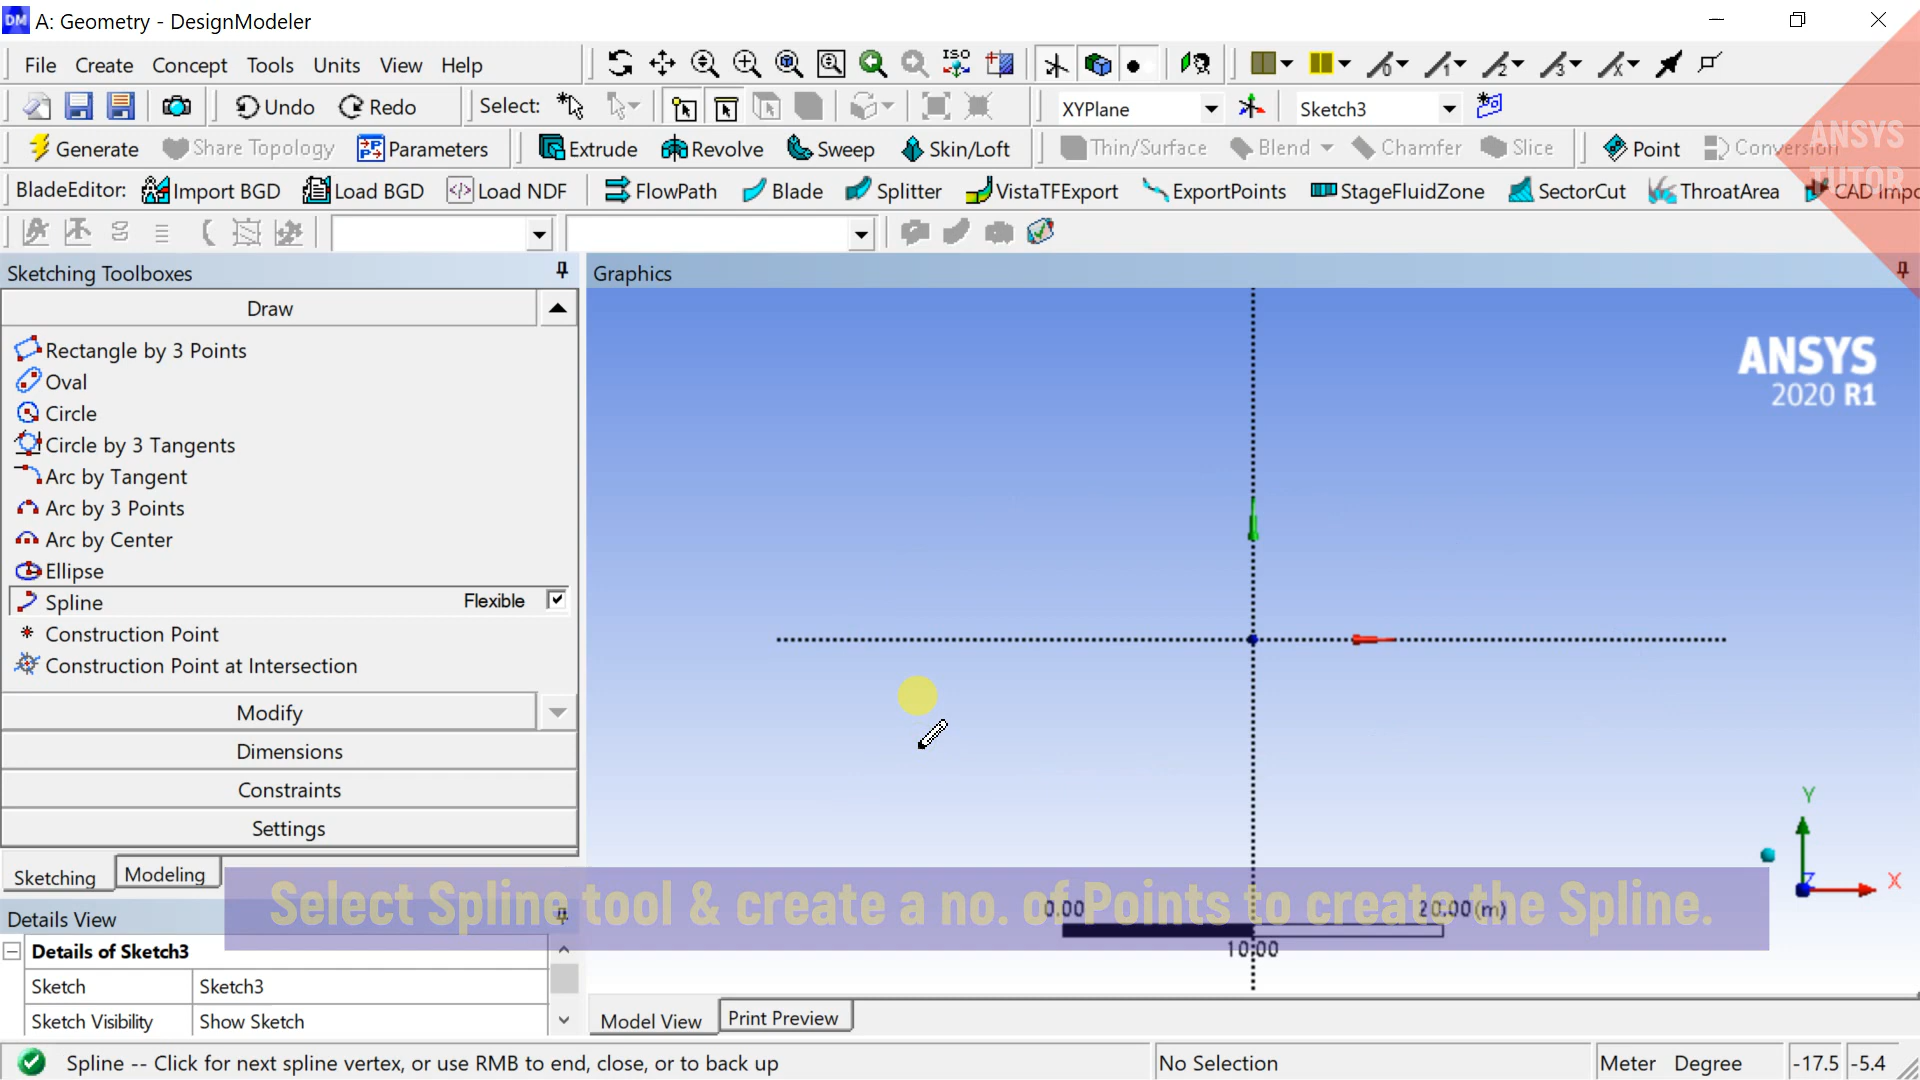 DM A: Geometry - DesignModeler
File Create Concept Tools Units View Help ISO
Undo Redo Select: XYPlane Sketch3
Generate Share Topology Parameters Extrude Revolve Sweep Skin/Loft Thin/Surface Blend Chamfer Slice Point Conversion
BladeEditor: Import BGD Load BGD Load NDF FlowPath Blade Splitter VistaTFExport ExportPoints StageFluidZone SectorCut ThroatArea CAD Impo
ANSYS
TUTOR
Sketching Toolboxes
Graphics
Draw
Rectangle by 3 Points
Oval
Circle
Circle by 3 Tangents
Arc by Tangent
Arc by 3 Points
Arc by Center
Ellipse
Spline Flexible
Construction Point
Construction Point at Intersection
Modify
Dimensions
Constraints
Settings
Sketching Modeling
ANSYS
2020 R1
Y
X
Z
Select Spline tool & create a no. of Points to create the Spline.
0.00 20.00 (m)
10.00
Details View
Details of Sketch3
Sketch Sketch3
Sketch Visibility Show Sketch
Model View Print Preview
Spline -- Click for next spline vertex, or use RMB to end, close, or to back up
No Selection
Meter Degree -17.5 -5.4